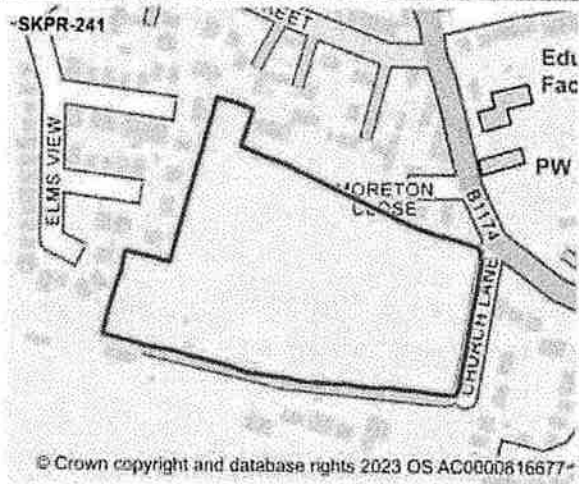 SKPR-241
REET
Edu
Fac
ELMS VIEW
MORETON
CLOSE
B1174
PW
CHURCH LANE
© Crown copyright and database rights 2023 OS AC0000816677